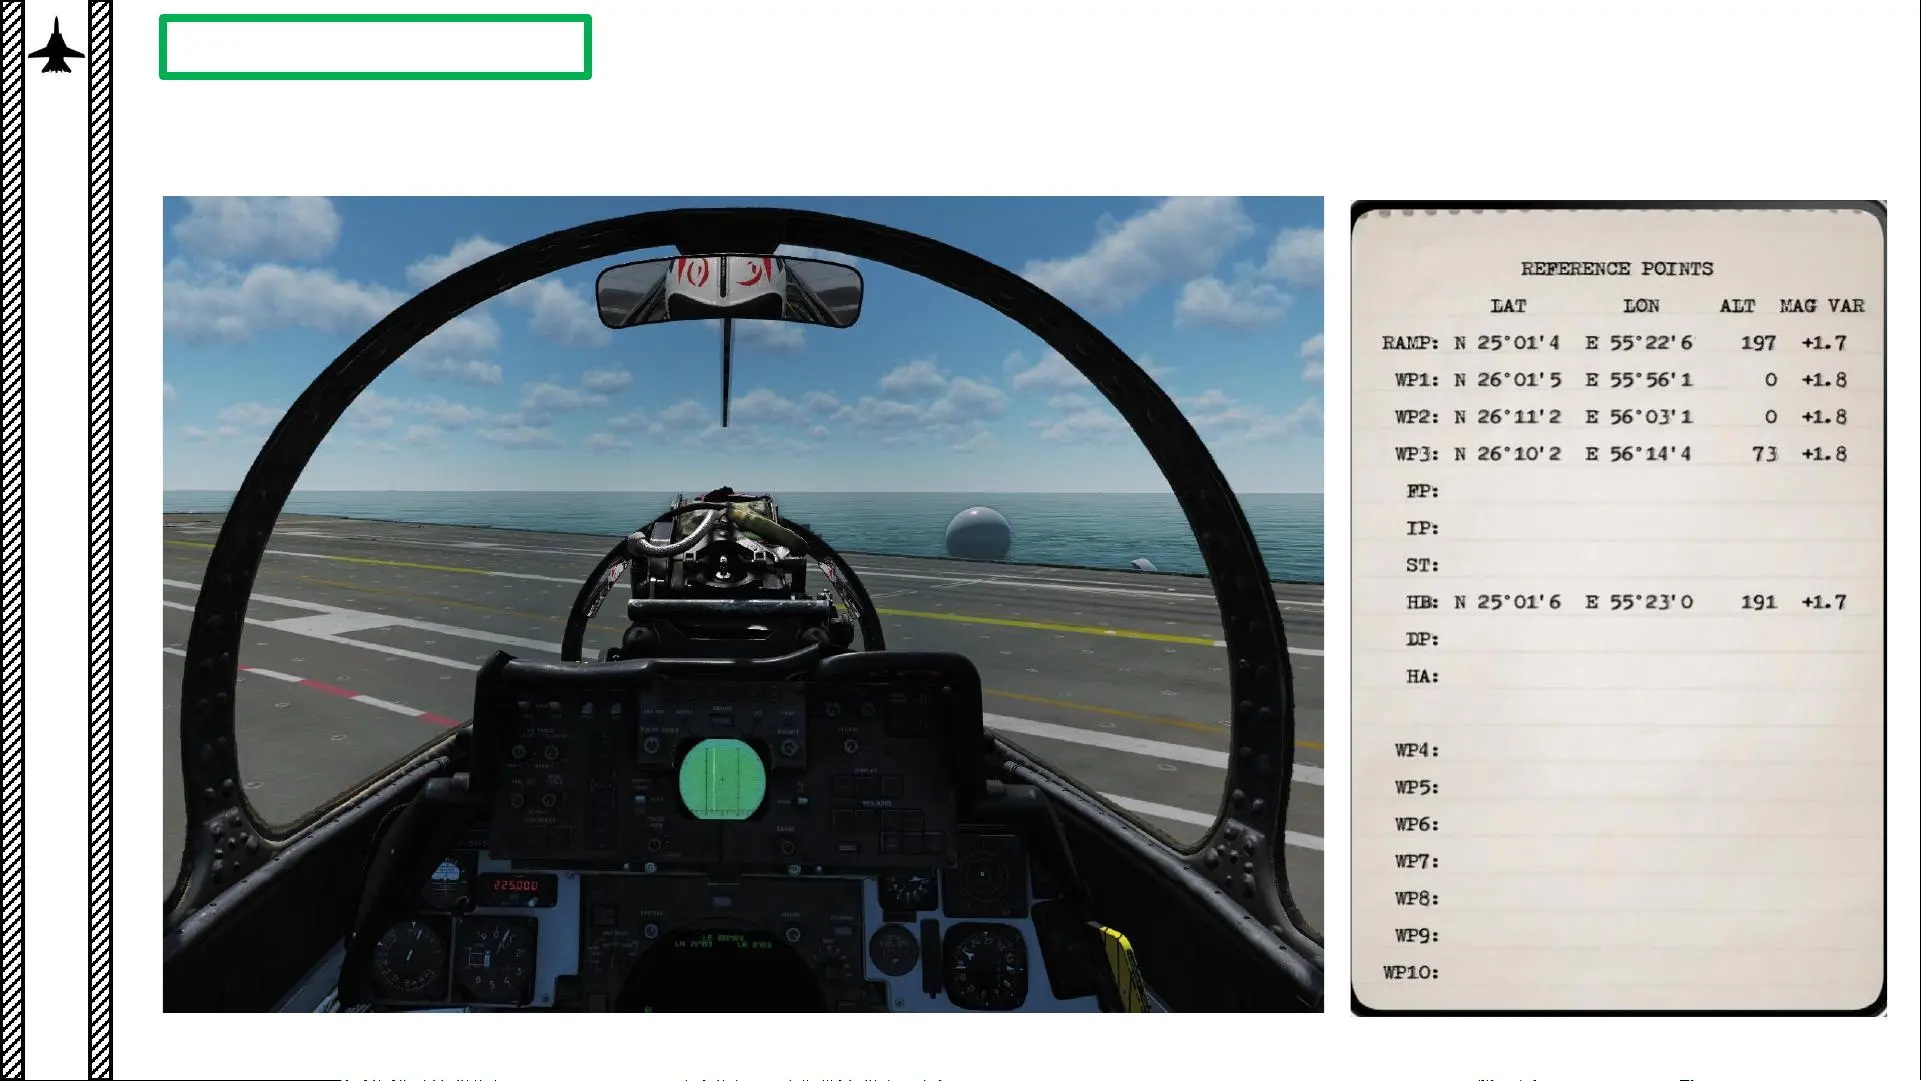 REFERENCE POINTS
LAT LON ALT MAG VAR
RAMP: N 25°01'4 E 55°22'6 197 +1.7
WP1: N 26°01'5 E 55°56'1 0 +1.8
WP2: N 26°11'2 E 56°03'1 0 +1.8
WP3: N 26°10'2 E 56°14'4 73 +1.8
FP:
IP:
ST:
HB: N 25°01'6 E 55°23'0 191 +1.7
DP:
HA:
WP4:
WP5:
WP6:
WP7:
WP8:
WP9:
WP10:
225.000